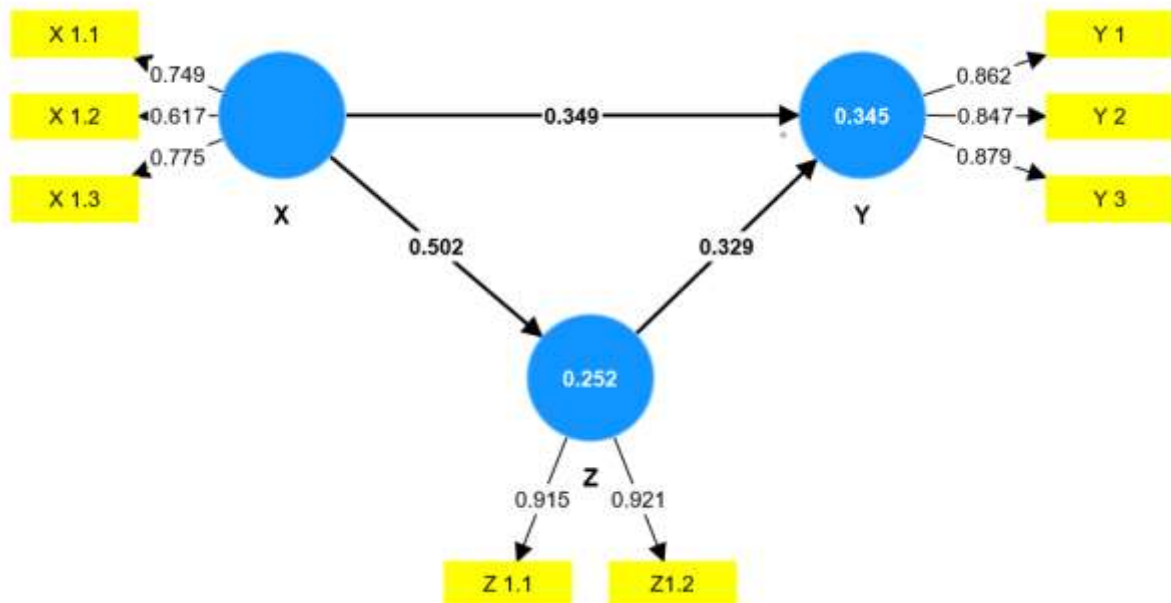 X 1.1
0.749
X 1.2
0.617
X 1.3
0.775
X
0.349
0.345
Y
0.862
Y 1
0.847
Y 2
0.879
Y 3
0.502
0.329
0.252
Z
0.915
0.921
Z 1.1
Z1.2